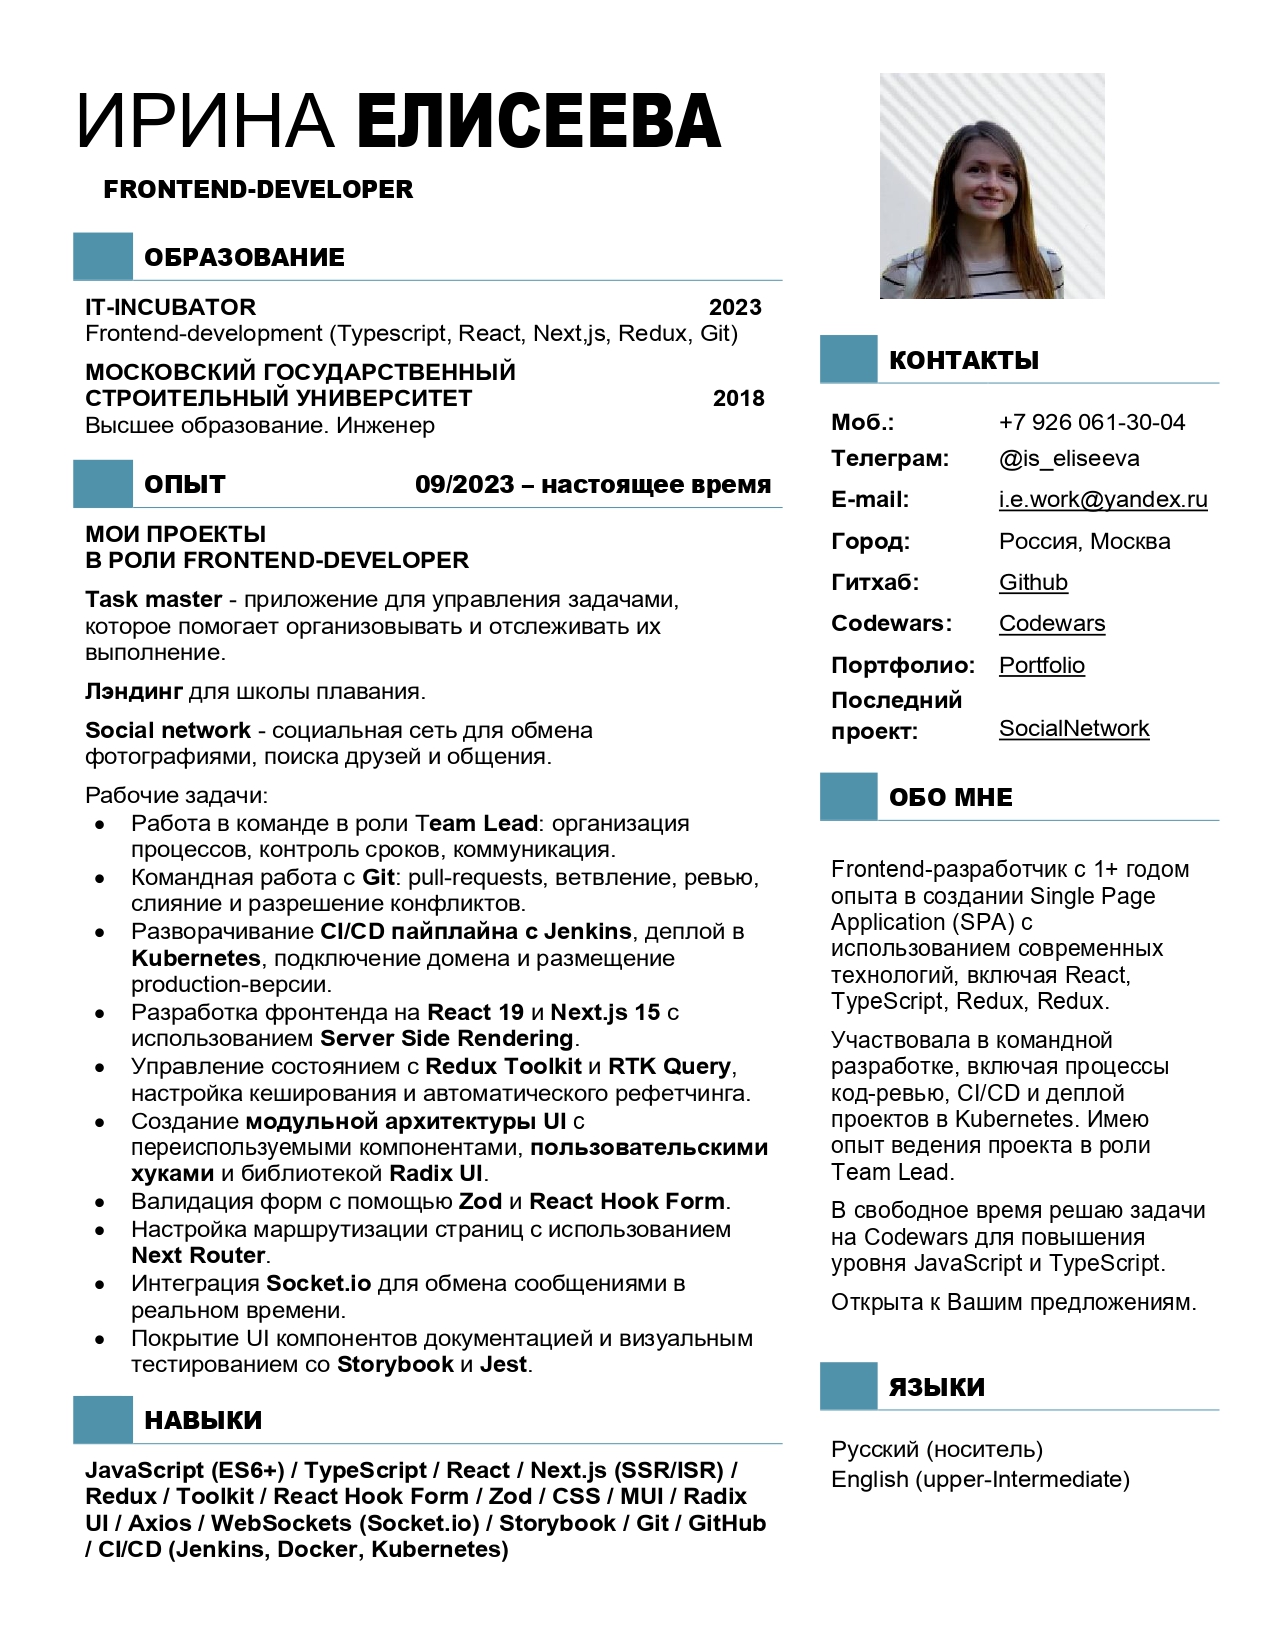 ИРИНА ЕЛИСЕЕВА
FRONTEND-DEVELOPER
ОБРАЗОВАНИЕ
IT-INCUBATOR 2023
Frontend-development (Typescript, React, Next,js, Redux, Git)
МОСКОВСКИЙ ГОСУДАРСТВЕННЫЙ
СТРОИТЕЛЬНЫЙ УНИВЕРСИТЕТ 2018
Высшее образование. Инженер
ОПЫТ 09/2023 – настоящее время
МОИ ПРОЕКТЫ
В РОЛИ FRONTEND-DEVELOPER
Task master - приложение для управления задачами,
которое помогает организовывать и отслеживать их
выполнение.
Лэндинг для школы плавания.
Social network - социальная сеть для обмена
фотографиями, поиска друзей и общения.
Рабочие задачи:
• Работа в команде в роли Team Lead: организация
процессов, контроль сроков, коммуникация.
• Командная работа с Git: pull-requests, ветвление, ревью,
слияние и разрешение конфликтов.
• Разворачивание CI/CD пайплайна с Jenkins, деплой в
Kubernetes, подключение домена и размещение
production-версии.
• Разработка фронтенда на React 19 и Next.js 15 с
использованием Server Side Rendering.
• Управление состоянием с Redux Toolkit и RTK Query,
настройка кеширования и автоматического рефетчинга.
• Создание модульной архитектуры UI с
переиспользуемыми компонентами, пользовательскими
хуками и библиотекой Radix UI.
• Валидация форм с помощью Zod и React Hook Form.
• Настройка маршрутизации страниц с использованием
Next Router.
• Интеграция Socket.io для обмена сообщениями в
реальном времени.
• Покрытие UI компонентов документацией и визуальным
тестированием со Storybook и Jest.
НАВЫКИ
JavaScript (ES6+) / TypeScript / React / Next.js (SSR/ISR) /
Redux / Toolkit / React Hook Form / Zod / CSS / MUI / Radix
UI / Axios / WebSockets (Socket.io) / Storybook / Git / GitHub
/ CI/CD (Jenkins, Docker, Kubernetes)
КОНТАКТЫ
Моб.: +7 926 061-30-04
Телеграм: @is_eliseeva
E-mail: i.e.work@yandex.ru
Город: Россия, Москва
Гитхаб: Github
Codewars: Codewars
Портфолио: Portfolio
Последний
проект: SocialNetwork
ОБО МНЕ
Frontend-разработчик с 1+ годом
опыта в создании Single Page
Application (SPA) с
использованием современных
технологий, включая React,
TypeScript, Redux, Redux.
Участвовала в командной
разработке, включая процессы
код-ревью, CI/CD и деплой
проектов в Kubernetes. Имею
опыт ведения проекта в роли
Team Lead.
В свободное время решаю задачи
на Codewars для повышения
уровня JavaScript и TypeScript.
Открыта к Вашим предложениям.
ЯЗЫКИ
Русский (носитель)
English (upper-Intermediate)